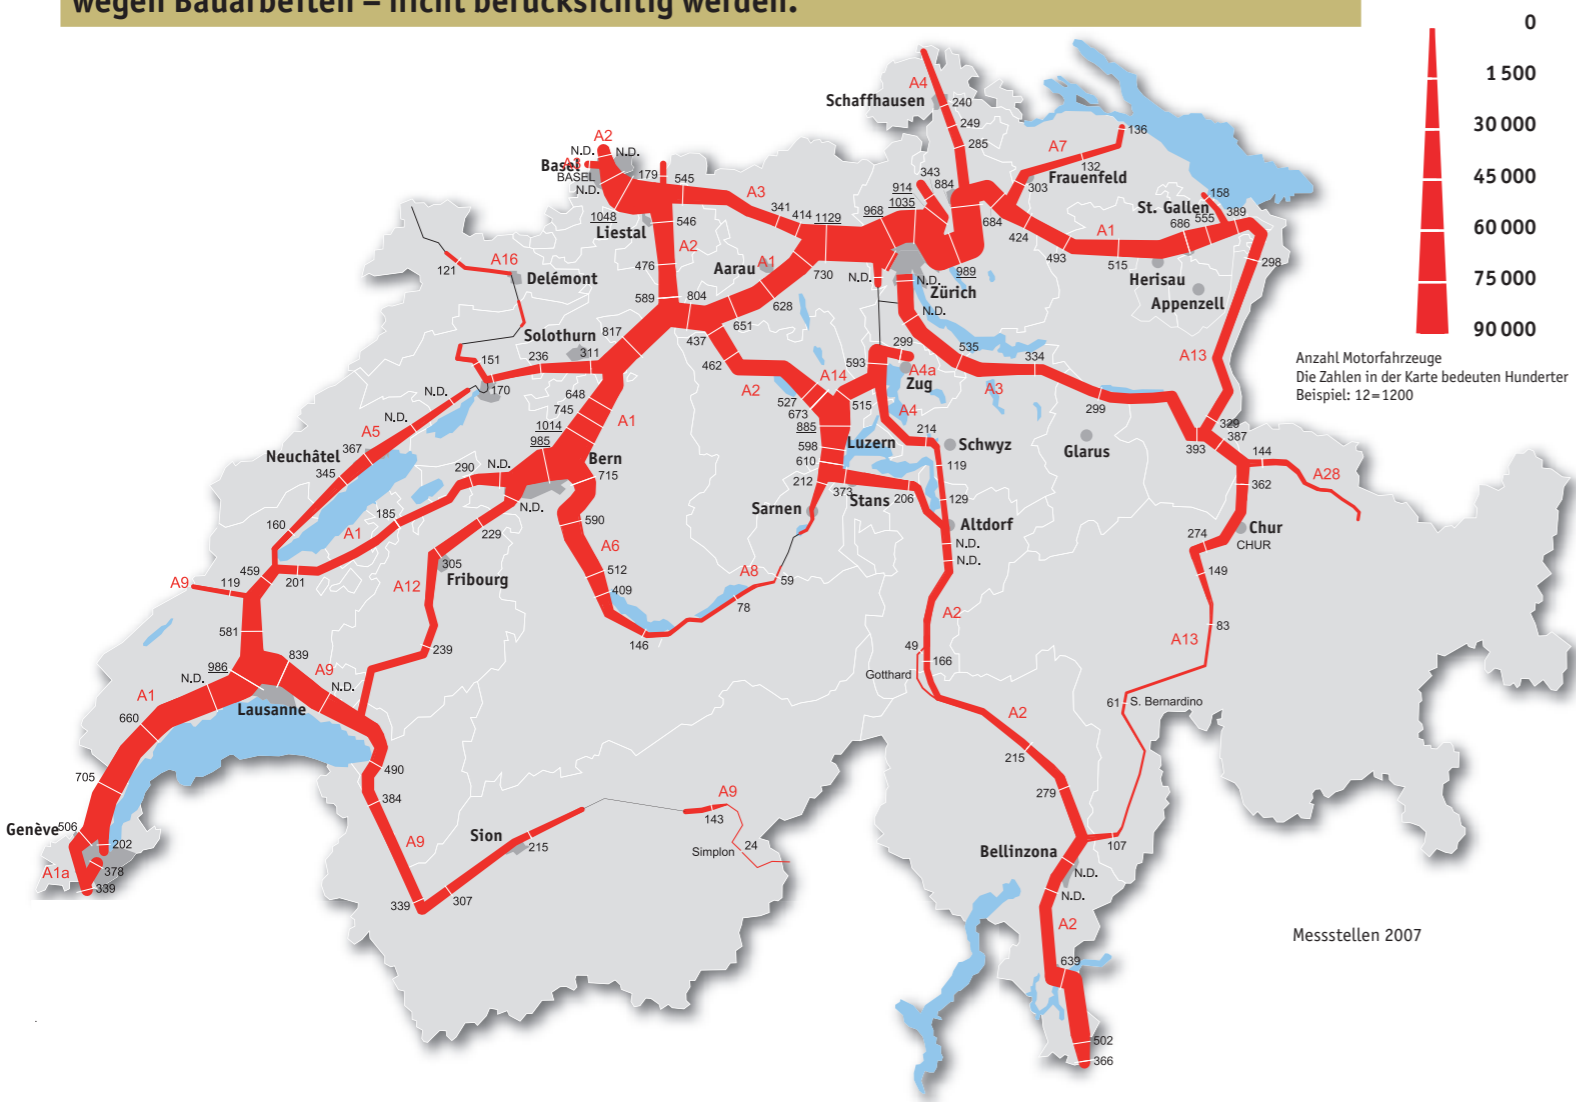 wegen Bauarbeiten – nicht berücksichtig werden.
0
1 500
30 000
45 000
60 000
75 000
90 000
Anzahl Motorfahrzeuge
Die Zahlen in der Karte bedeuten Hunderter
Beispiel: 12=1200
A4
Schaffhausen
240
249
285
136
A7
132
Frauenfeld
303
A2
N.D.
N.D.
Basel
A3
BASEL
N.D.
179
545
A3
343
914
884
1035
158
St. Gallen
389
686
555
684
424
A1
493
515
298
Herisau
Appenzell
1048
Liestal
546
341
414
1129
968
A2
476
Aarau
A1
730
N.D.
N.D.
989
Zürich
N.D.
A16
121
Delémont
589
804
628
651
437
Solothurn
817
236
311
151
170
N.D.
462
A2
A14
527
673
593
299
A4a
Zug
535
334
A3
A13
299
648
745
A1
1014
985
N.D.
A5
367
Neuchâtel
345
885
515
A4
Luzern
598
610
212
373
214
Schwyz
119
Glarus
329
387
393
144
A28
Bern
715
290
N.D.
N.D.
Stans
206
129
Sarnen
Altdorf
362
Chur
CHUR
274
185
160
A1
229
590
A6
N.D.
N.D.
305
Fribourg
A12
512
409
A8
59
78
149
A9
119
459
201
581
146
239
A2
49
166
Gotthard
A13
83
986
839
A9
N.D.
N.D.
A1
Lausanne
660
61
S. Bernardino
A2
215
705
490
384
279
Genève
506
202
378
A1a
339
A9
Sion
215
A9
143
Simplon
24
107
Bellinzona
N.D.
N.D.
339
307
A2
639
Messstellen 2007
502
366